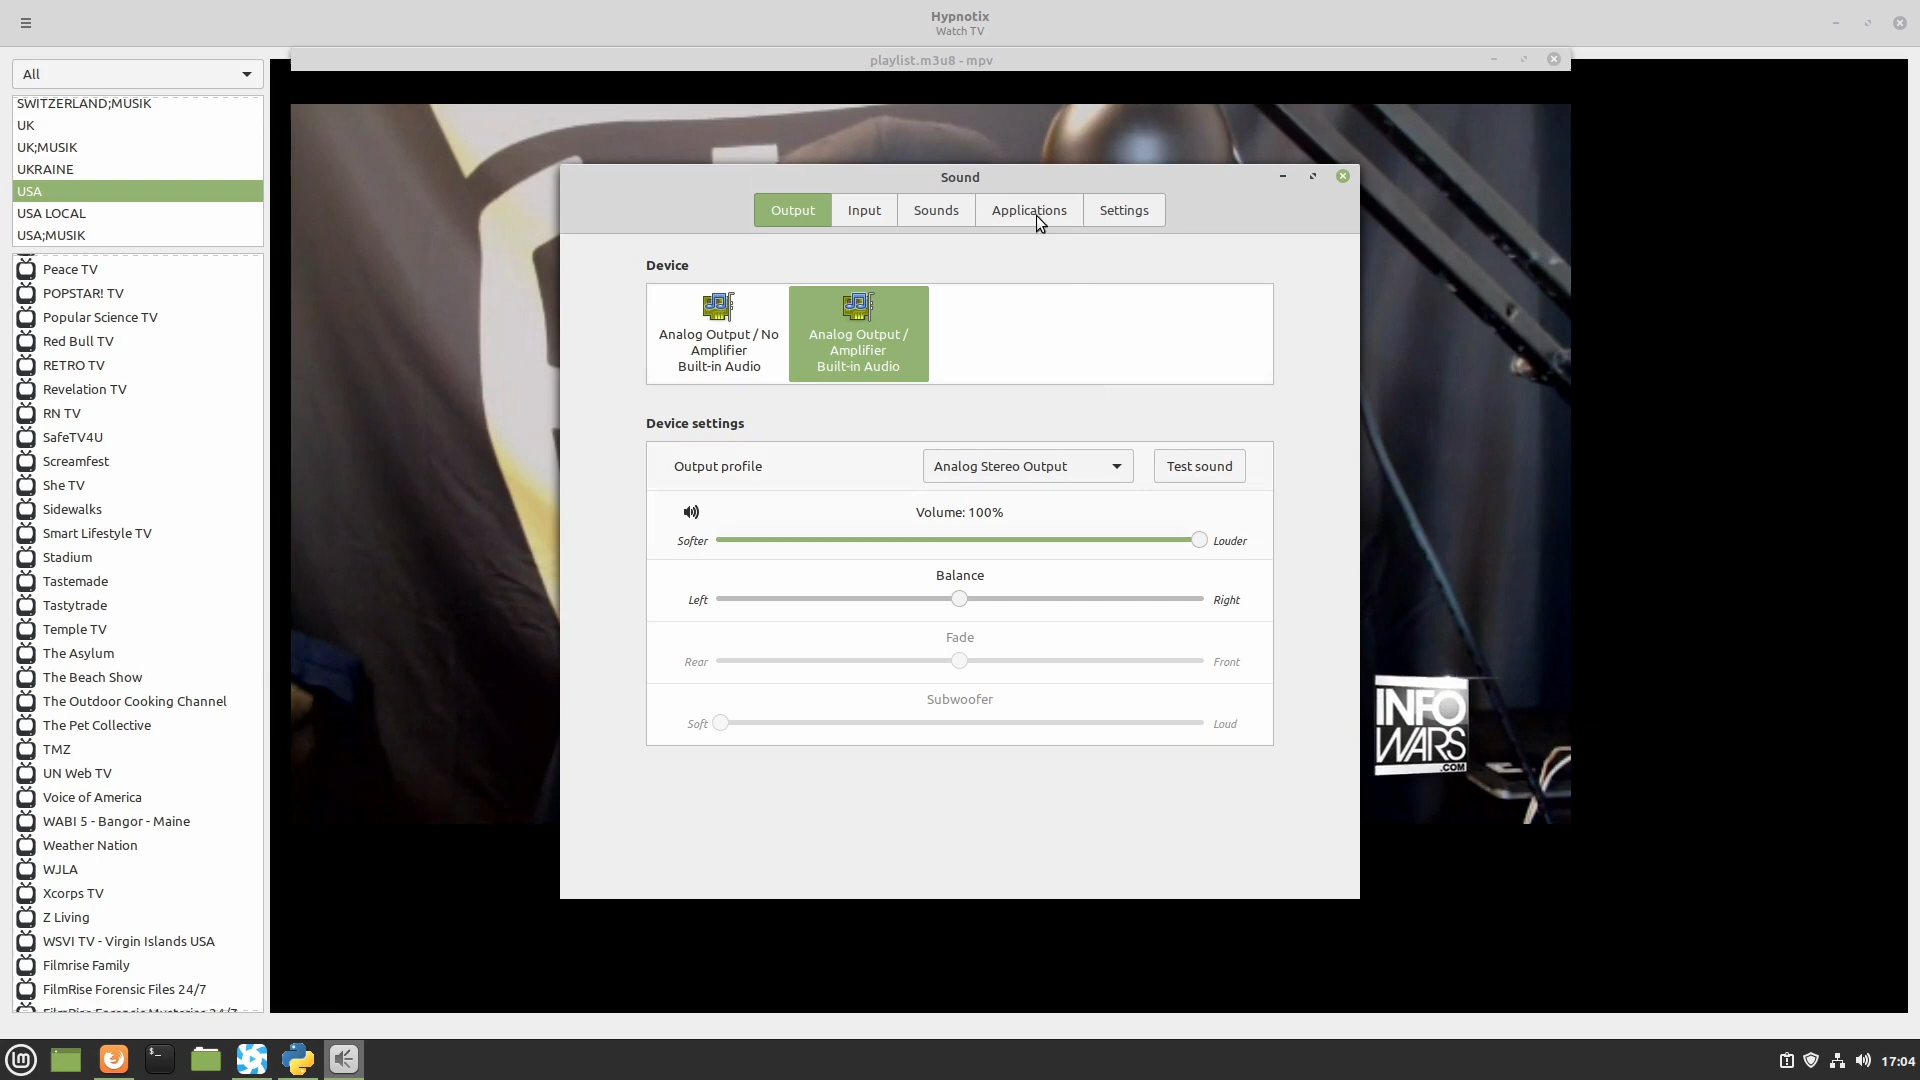 Hypnotix
Watch TV
playlist.m3u8 - mpv
All
SWITZERLAND;MUSIK
UK
UK;MUSIK
UKRAINE
USA
USA LOCAL
USA;MUSIK
Peace TV
POPSTAR! TV
Popular Science TV
Red Bull TV
RETRO TV
Revelation TV
RN TV
SafeTV4U
Screamfest
She TV
Sidewalks
Smart Lifestyle TV
Stadium
Tastemade
Tastytrade
Temple TV
The Asylum
The Beach Show
The Outdoor Cooking Channel
The Pet Collective
TMZ
UN Web TV
Voice of America
WABI 5 - Bangor - Maine
Weather Nation
WJLA
Xcorps TV
Z Living
WSVI TV - Virgin Islands USA
Filmrise Family
FilmRise Forensic Files 24/7
Sound
Output
Input
Sounds
Applications
Settings
Device
Analog Output / No
Amplifier
Built-in Audio
Analog Output /
Amplifier
Built-in Audio
Device settings
Output profile
Analog Stereo Output
Test sound
Volume: 100%
Softer
Louder
Balance
Left
Right
Fade
Rear
Front
Subwoofer
Soft
Loud
INFO
WARS
.COM
17:04